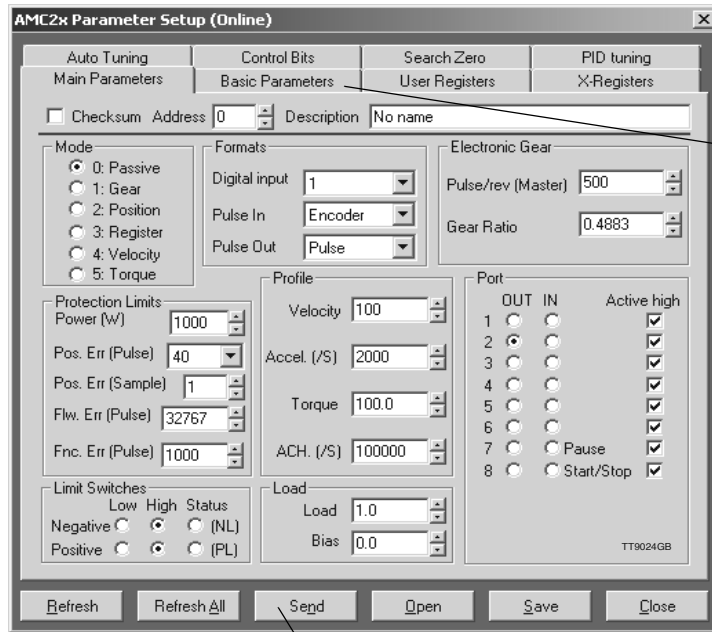 AMC2x Parameter Setup (Online)
Auto Tuning Control Bits Search Zero PID tuning
Main Parameters Basic Parameters User Registers X-Registers
Checksum Address 0 Description No name
Mode
0: Passive
1: Gear
2: Position
3: Register
4: Velocity
5: Torque
Formats
Digital input 1
Pulse In Encoder
Pulse Out Pulse
Electronic Gear
Pulse/rev (Master) 500
Gear Ratio 0.4883
Protection Limits
Power (W) 1000
Pos. Err (Pulse) 40
Pos. Err (Sample) 1
Flw. Err (Pulse) 32767
Fnc. Err (Pulse) 1000
Profile
Velocity 100
Accel. (/S) 2000
Torque 100.0
ACH. (/S) 100000
Port
OUT IN Active high
1
2
3
4
5
6
7 Pause
8 Start/Stop
TT9024GB
Limit Switches
Low High Status
Negative (NL)
Positive (PL)
Load
Load 1.0
Bias 0.0
Refresh Refresh All Send Open Save Close